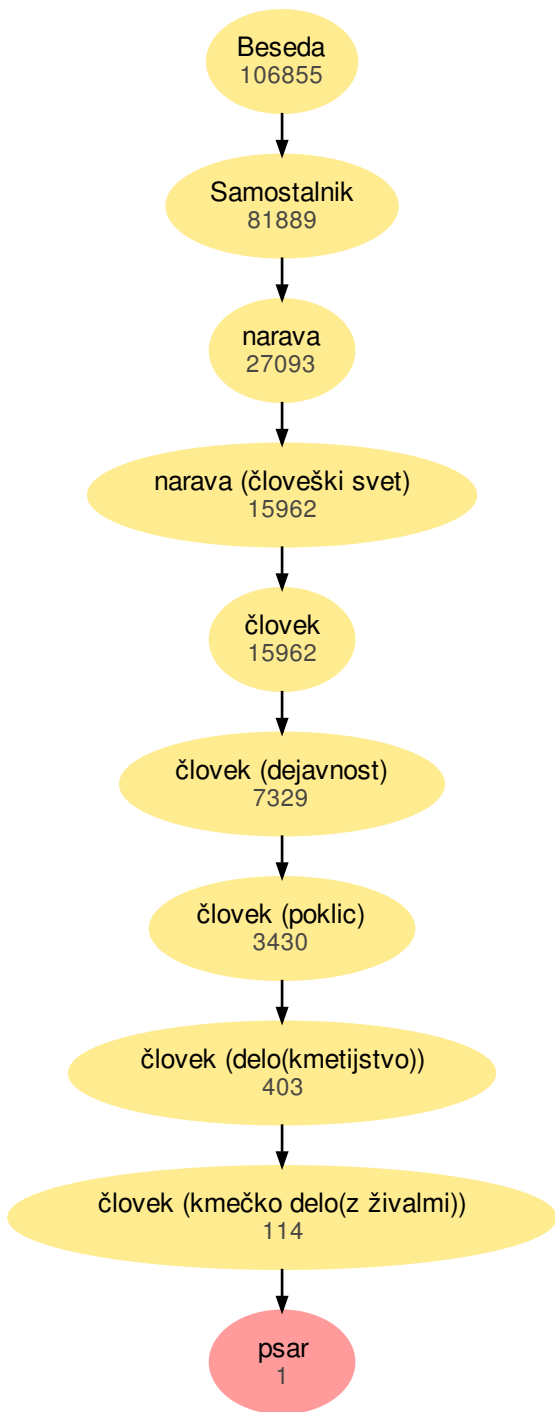 Beseda
106855
Samostalnik
81889
narava
27093
narava (človeški svet)
15962
človek
15962
človek (dejavnost)
7329
človek (poklic)
3430
človek (delo(kmetijstvo))
403
človek (kmečko delo(z živalmi))
114
psar
1